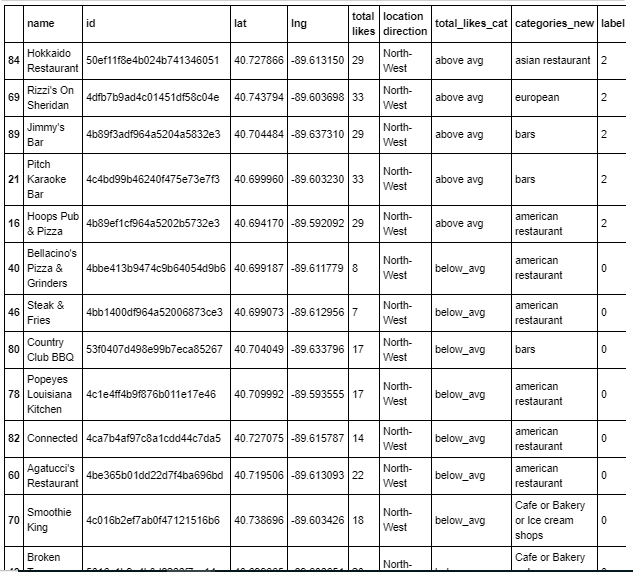 name id lat lng total likes location direction total_likes_cat categories_new label
84 Hokkaido Restaurant 50ef11f8e4b024b741346051 40.727866 -89.613150 29 North-West above avg asian restaurant 2
69 Rizzi's On Sheridan 4dfb7b9ad4c01451df58c04e 40.743794 -89.603698 33 North-West above avg european 2
89 Jimmy's Bar 4b89f3adf964a5204a5832e3 40.704484 -89.637310 29 North-West above avg bars 2
21 Pitch Karaoke Bar 4c4bd99b46240f475e73e7f3 40.699960 -89.603230 33 North-West above avg bars 2
16 Hoops Pub & Pizza 4b89ef1cf964a5202b5732e3 40.694170 -89.592092 29 North-West above avg american restaurant 2
40 Bellacino's Pizza & Grinders 4bbe413b9474c9b64054d9b6 40.699187 -89.611779 8 North-West below_avg american restaurant 0
46 Steak & Fries 4bb1400df964a52006873ce3 40.699073 -89.612956 7 North-West below_avg american restaurant 0
80 Country Club BBQ 53f0407d498e99b7eca85267 40.704049 -89.633796 17 North-West below_avg bars 0
78 Popeyes Louisiana Kitchen 4c1e4ff4b9f876b011e17e46 40.709992 -89.593555 17 North-West below_avg american restaurant 0
82 Connected 4ca7b4af97c8a1cdd44c7da5 40.727075 -89.615787 14 North-West below_avg american restaurant 0
60 Agatucci's Restaurant 4be365b01dd22d7f4ba696bd 40.719506 -89.613093 22 North-West below_avg american restaurant 0
70 Smoothie King 4c016b2ef7ab0f47121516b6 40.738696 -89.603426 18 North-West below_avg Cafe or Bakery or Ice cream shops 0
Broken North- Cafe or Bakery